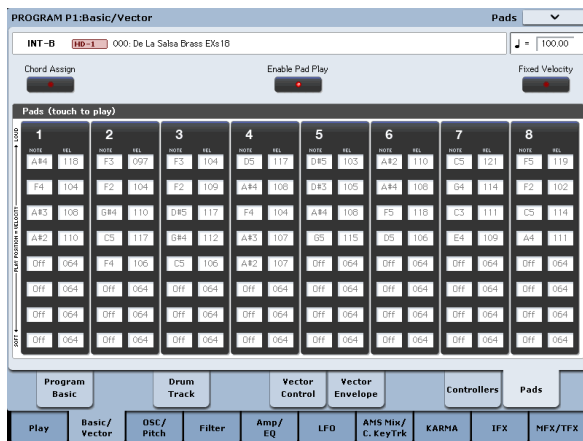 PROGRAM P1:Basic/Vector Pads
INT-B HD-1 000: De La Salsa Brass EXs18 ♩ = 100.00
Chord Assign Enable Pad Play Fixed Velocity
Pads (touch to play)
1 2 3 4 5 6 7 8
NOTE VEL NOTE VEL NOTE VEL NOTE VEL NOTE VEL NOTE VEL NOTE VEL NOTE VEL
A#4 118 F3 097 F3 104 D5 117 D#5 103 A#2 110 C5 121 F5 119
F4 104 F2 104 F2 109 A#4 108 D#3 105 A#4 108 G4 114 F2 102
A#3 108 G#4 110 D#5 117 F4 104 A#4 108 F5 118 C3 111 C5 114
A#2 110 C5 117 G#4 112 A#3 107 G5 115 D5 106 E4 109 A4 111
Off 064 F4 106 C5 106 A#2 107 Off 064 Off 064 Off 064 Off 064
Off 064 Off 064 Off 064 Off 064 Off 064 Off 064 Off 064 Off 064
Off 064 Off 064 Off 064 Off 064 Off 064 Off 064 Off 064 Off 064
Off 064 Off 064 Off 064 Off 064 Off 064 Off 064 Off 064 Off 064
SOFT ← PLAY POSITION = VELOCITY → LOUD
Program Basic
Drum Track
Vector Control
Vector Envelope
Controllers
Pads
Play
Basic/ Vector
OSC/ Pitch
Filter
Amp/ EQ
LFO
AMS Mix/ C. KeyTrk
KARMA
IFX
MFX/TFX